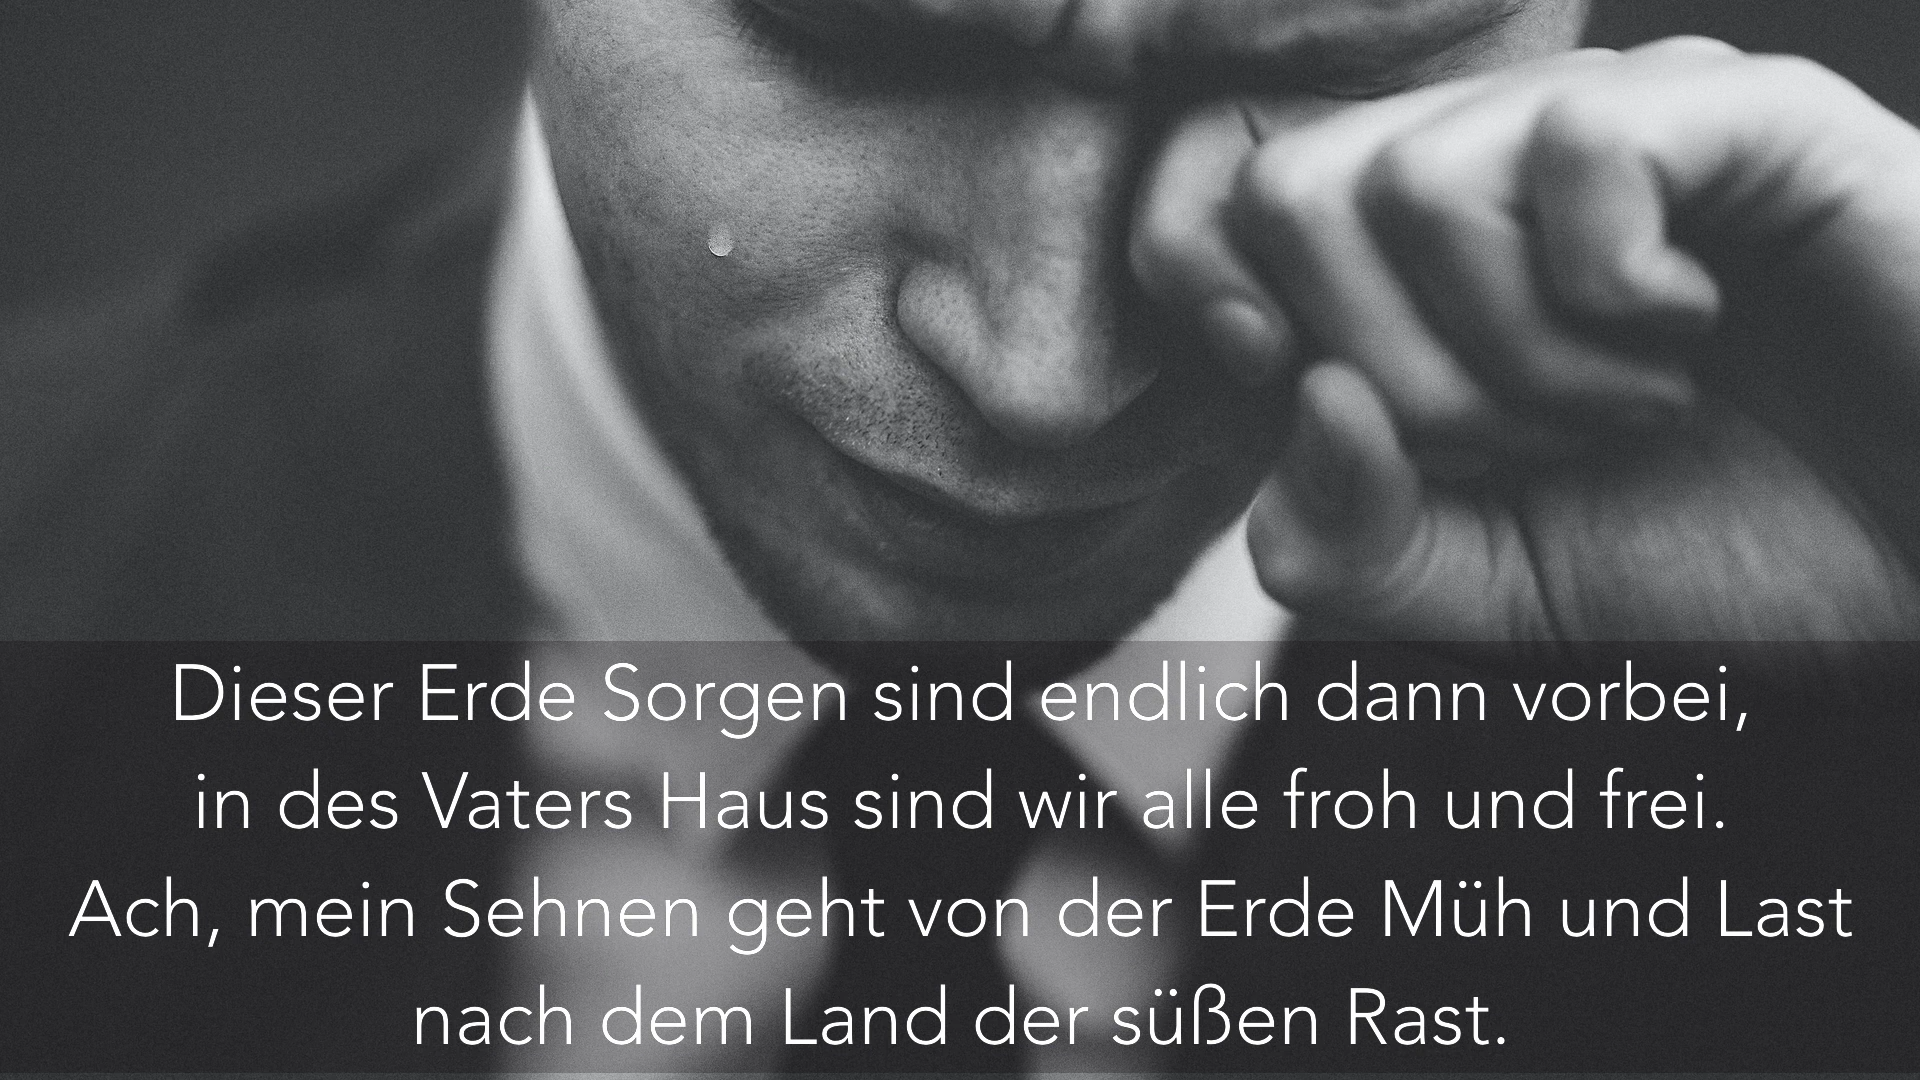 Dieser Erde Sorgen sind endlich dann vorbei,
in des Vaters Haus sind wir alle froh und frei.
Ach, mein Sehnen geht von der Erde Müh und Last
nach dem Land der süßen Rast.